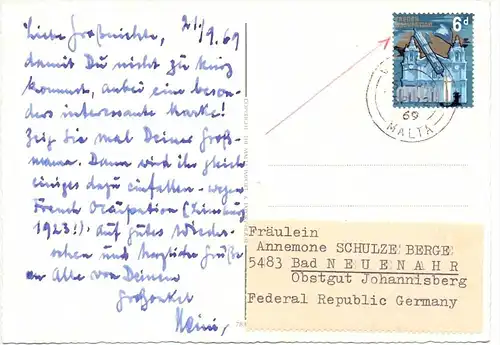 Liebe Großnichte, 21/9.69
damit Du nicht zu kurz
kommst, anbei eine beson-
ders interessante Marke!
Zeig Sie mal Deiner Groß-
mama. Dann wird ihr gleich
einiges dazu einfallen - wegen
French Occupation
1923!). Auf gutes Wieder-
sehen und herzliche Grüße
an Alle von Deinem
Großonkel
FRENCH
OCCUPATION
6d
69
MALTA
Fräulein
Annemone SCHULZE BERGE
5483 Bad NEUENAHR
Obstgut Johannisberg
Federal Republic Germany